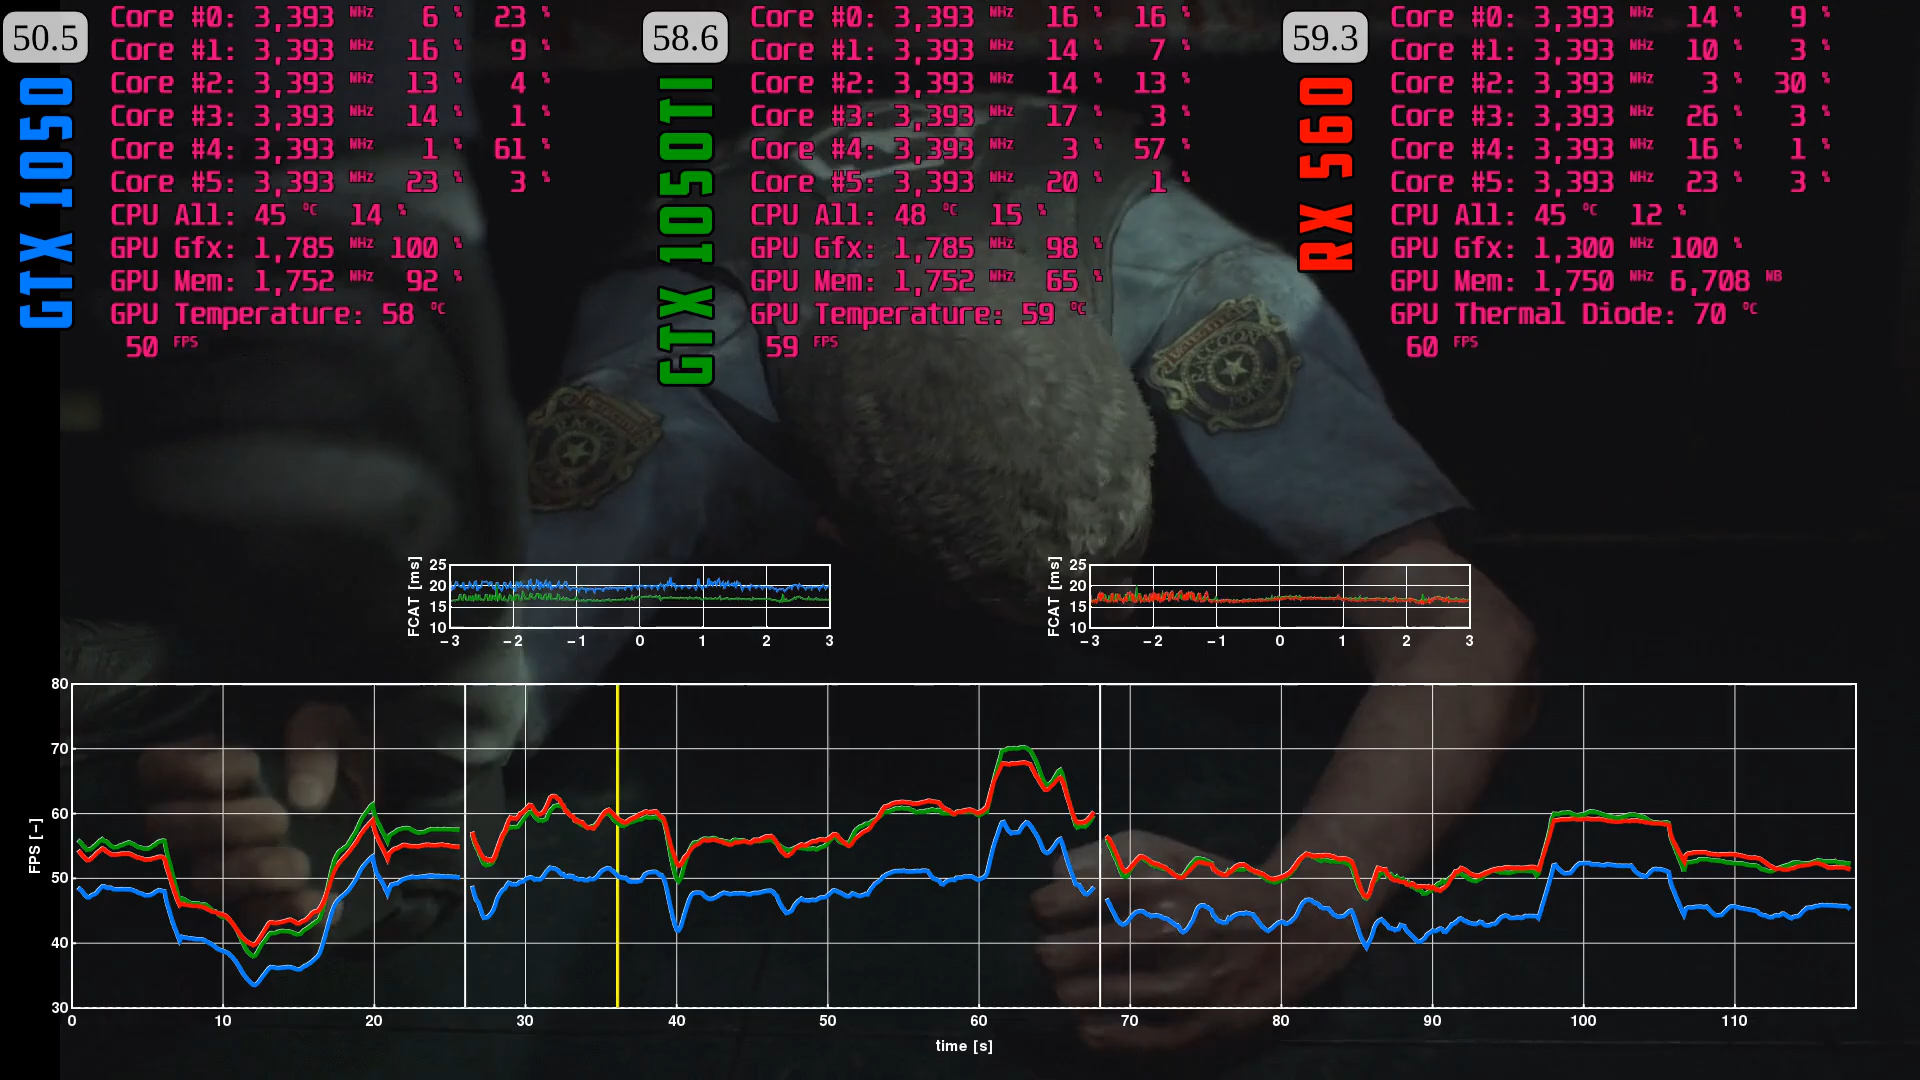 50.5
GTX 1050
Core #0: 3,393 MHz 6 % 23 %
Core #1: 3,393 MHz 16 % 9 %
Core #2: 3,393 MHz 13 % 4 %
Core #3: 3,393 MHz 14 % 1 %
Core #4: 3,393 MHz 1 % 61 %
Core #5: 3,393 MHz 23 % 3 %
CPU All: 45 °C 14 %
GPU Gfx: 1,785 MHz 100 %
GPU Mem: 1,752 MHz 92 %
GPU Temperature: 58 °C
50 FPS
58.6
GTX 1050TI
Core #0: 3,393 MHz 16 % 16 %
Core #1: 3,393 MHz 14 % 7 %
Core #2: 3,393 MHz 14 % 13 %
Core #3: 3,393 MHz 17 % 3 %
Core #4: 3,393 MHz 3 % 57 %
Core #5: 3,393 MHz 20 % 1 %
CPU All: 48 °C 15 %
GPU Gfx: 1,785 MHz 98 %
GPU Mem: 1,752 MHz 65 %
GPU Temperature: 59 °C
59 FPS
59.3
RX 560
Core #0: 3,393 MHz 14 % 9 %
Core #1: 3,393 MHz 10 % 3 %
Core #2: 3,393 MHz 3 % 30 %
Core #3: 3,393 MHz 26 % 3 %
Core #4: 3,393 MHz 16 % 1 %
Core #5: 3,393 MHz 23 % 3 %
CPU All: 45 °C 12 %
GPU Gfx: 1,300 MHz 100 %
GPU Mem: 1,750 MHz 6,708 MB
GPU Thermal Diode: 70 °C
60 FPS
RACCOON
RACCOON
FCAT [ms]
25
20
15
10
-3 -2 -1 0 1 2 3
FCAT [ms]
25
20
15
10
-3 -2 -1 0 1 2 3
FPS [-]
80
70
60
50
40
30
0 10 20 30 40 50 60 70 80 90 100 110
time [s]